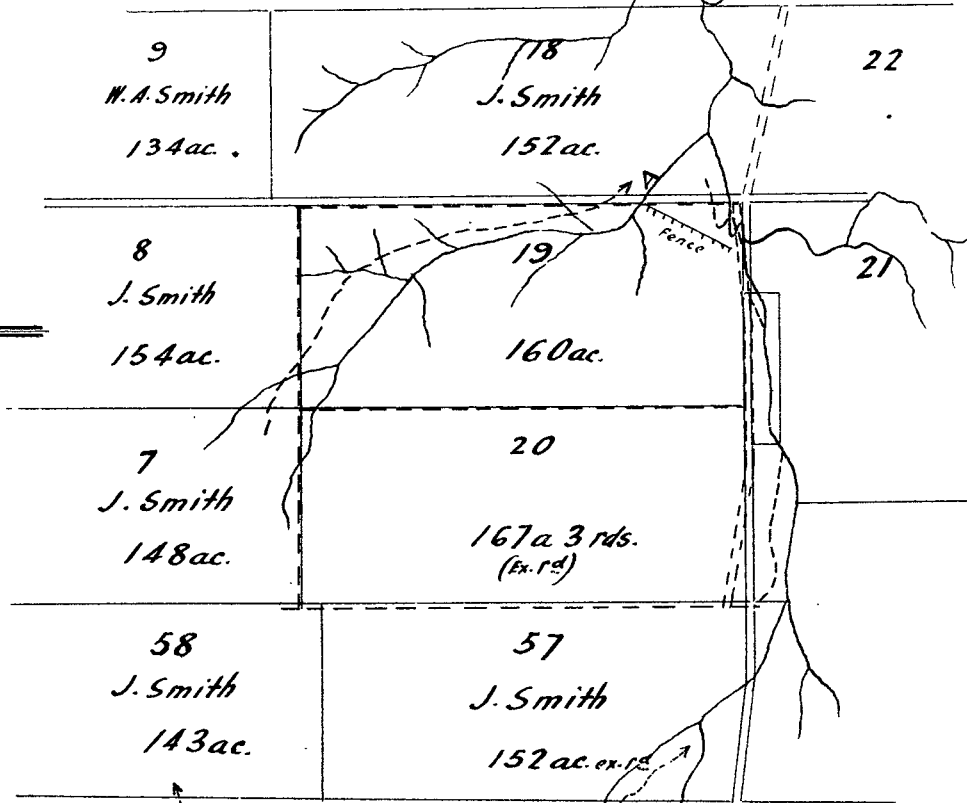 9
W.A. Smith
134ac.
18
J. Smith
152ac.
22
8
J. Smith
154ac.
19
Fence
160ac.
21
7
J. Smith
148ac.
20
167a 3 rds.
(Ex. rd)
58
J. Smith
143ac.
57
J. Smith
152 ac. ex. rd